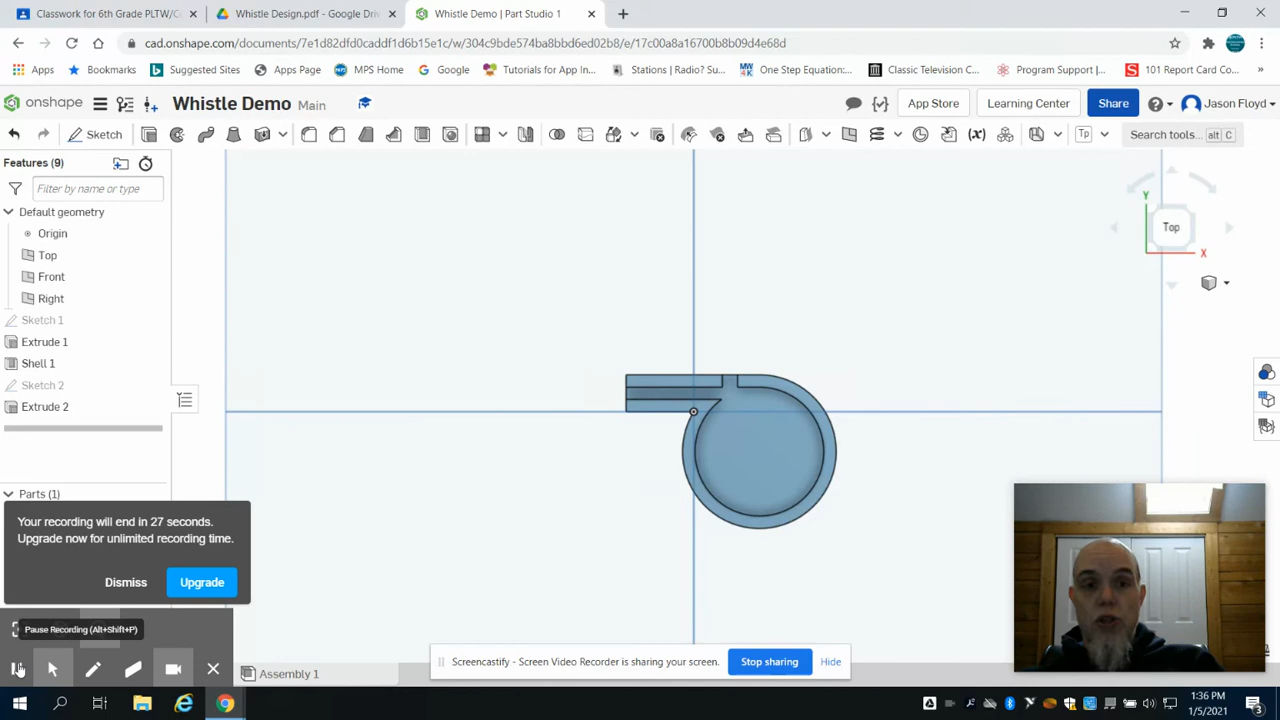 Classwork for 6th Grade PLTW/C
Whistle Design.pdf - Google Dri
Whistle Demo | Part Studio 1
cad.onshape.com/documents/7e1d82dfd0caddf1d6b15e1c/w/304c9bde574ba8bbd6ed02b8/e/17c00a8a16700b8b09d4e68d
Apps
Bookmarks
Suggested Sites
Apps Page
MPS Home
Google
Tutorials for App In...
Stations | Radio? Su...
One Step Equation:...
Classic Television C...
Program Support |...
101 Report Card Co...
»
onshape
Whistle Demo Main
App Store
Learning Center
Share
Jason Floyd
Sketch
(x)
Tp
Search tools... alt C
Features (9)
Filter by name or type
Default geometry
Origin
Top
Front
Right
Sketch 1
Extrude 1
Shell 1
Sketch 2
Extrude 2
Parts (1)
Y
Top
X
Your recording will end in 27 seconds.
Upgrade now for unlimited recording time.
Dismiss
Upgrade
Pause Recording (Alt+Shift+P)
Screencastify - Screen Video Recorder is sharing your screen.
Stop sharing
Hide
Assembly 1
1:36 PM
1/5/2021
3